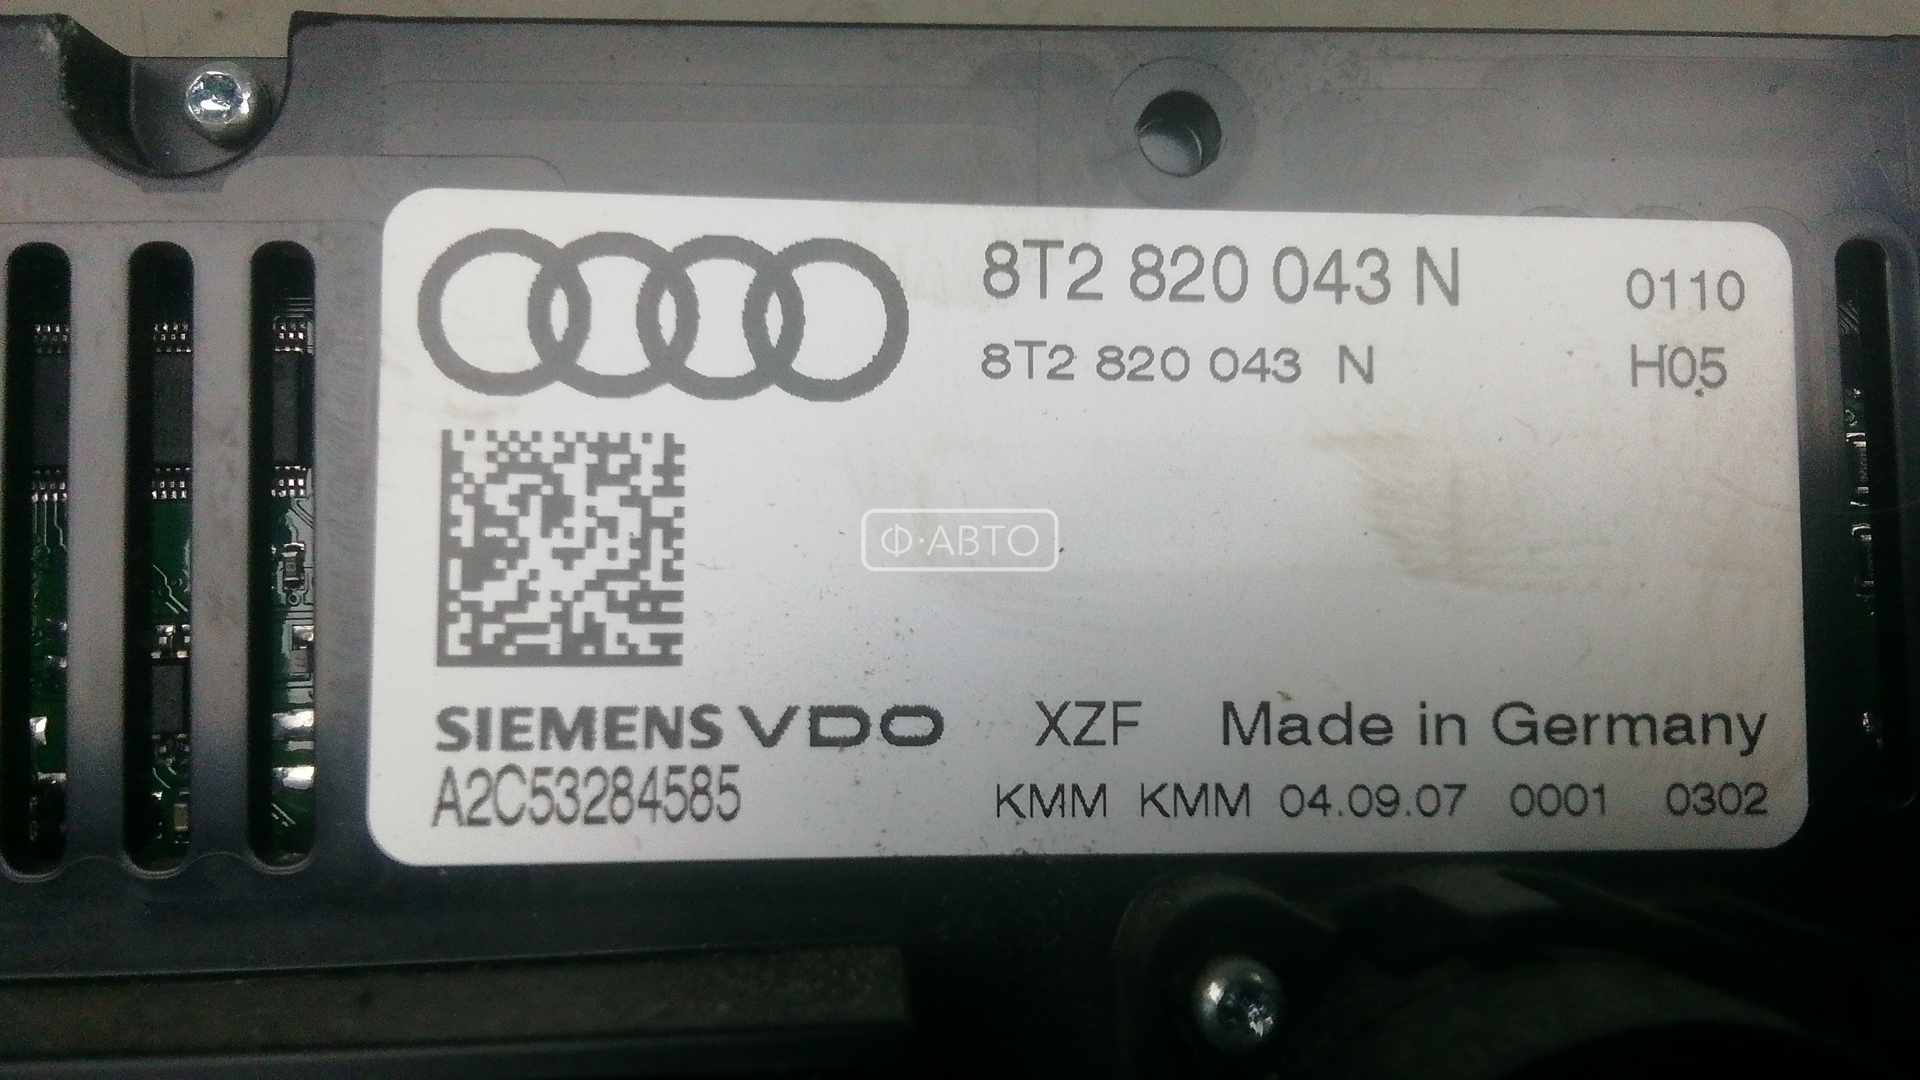 8T2 820 043 N 0110
8T2 820 043 N H05
Ф·АВТО
SIEMENS VDO XZF Made in Germany
A2C53284585 KMM KMM 04.09.07 0001 0302